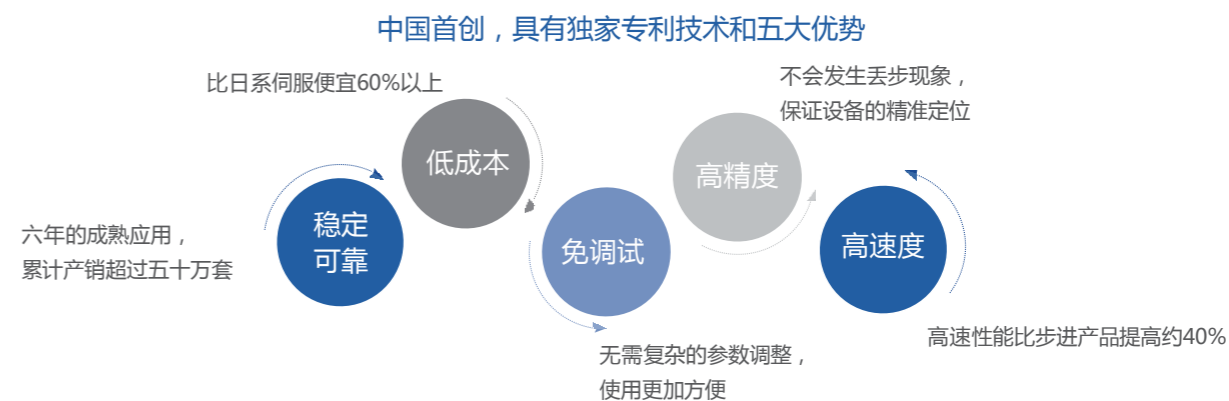 中国首创，具有独家专利技术和五大优势
六年的成熟应用，
累计产销超过五十万套
稳定
可靠
比日系伺服便宜60%以上
低成本
免调试
无需复杂的参数调整，
使用更加方便
不会发生丢步现象，
保证设备的精准定位
高精度
高速度
高速性能比步进产品提高约40%